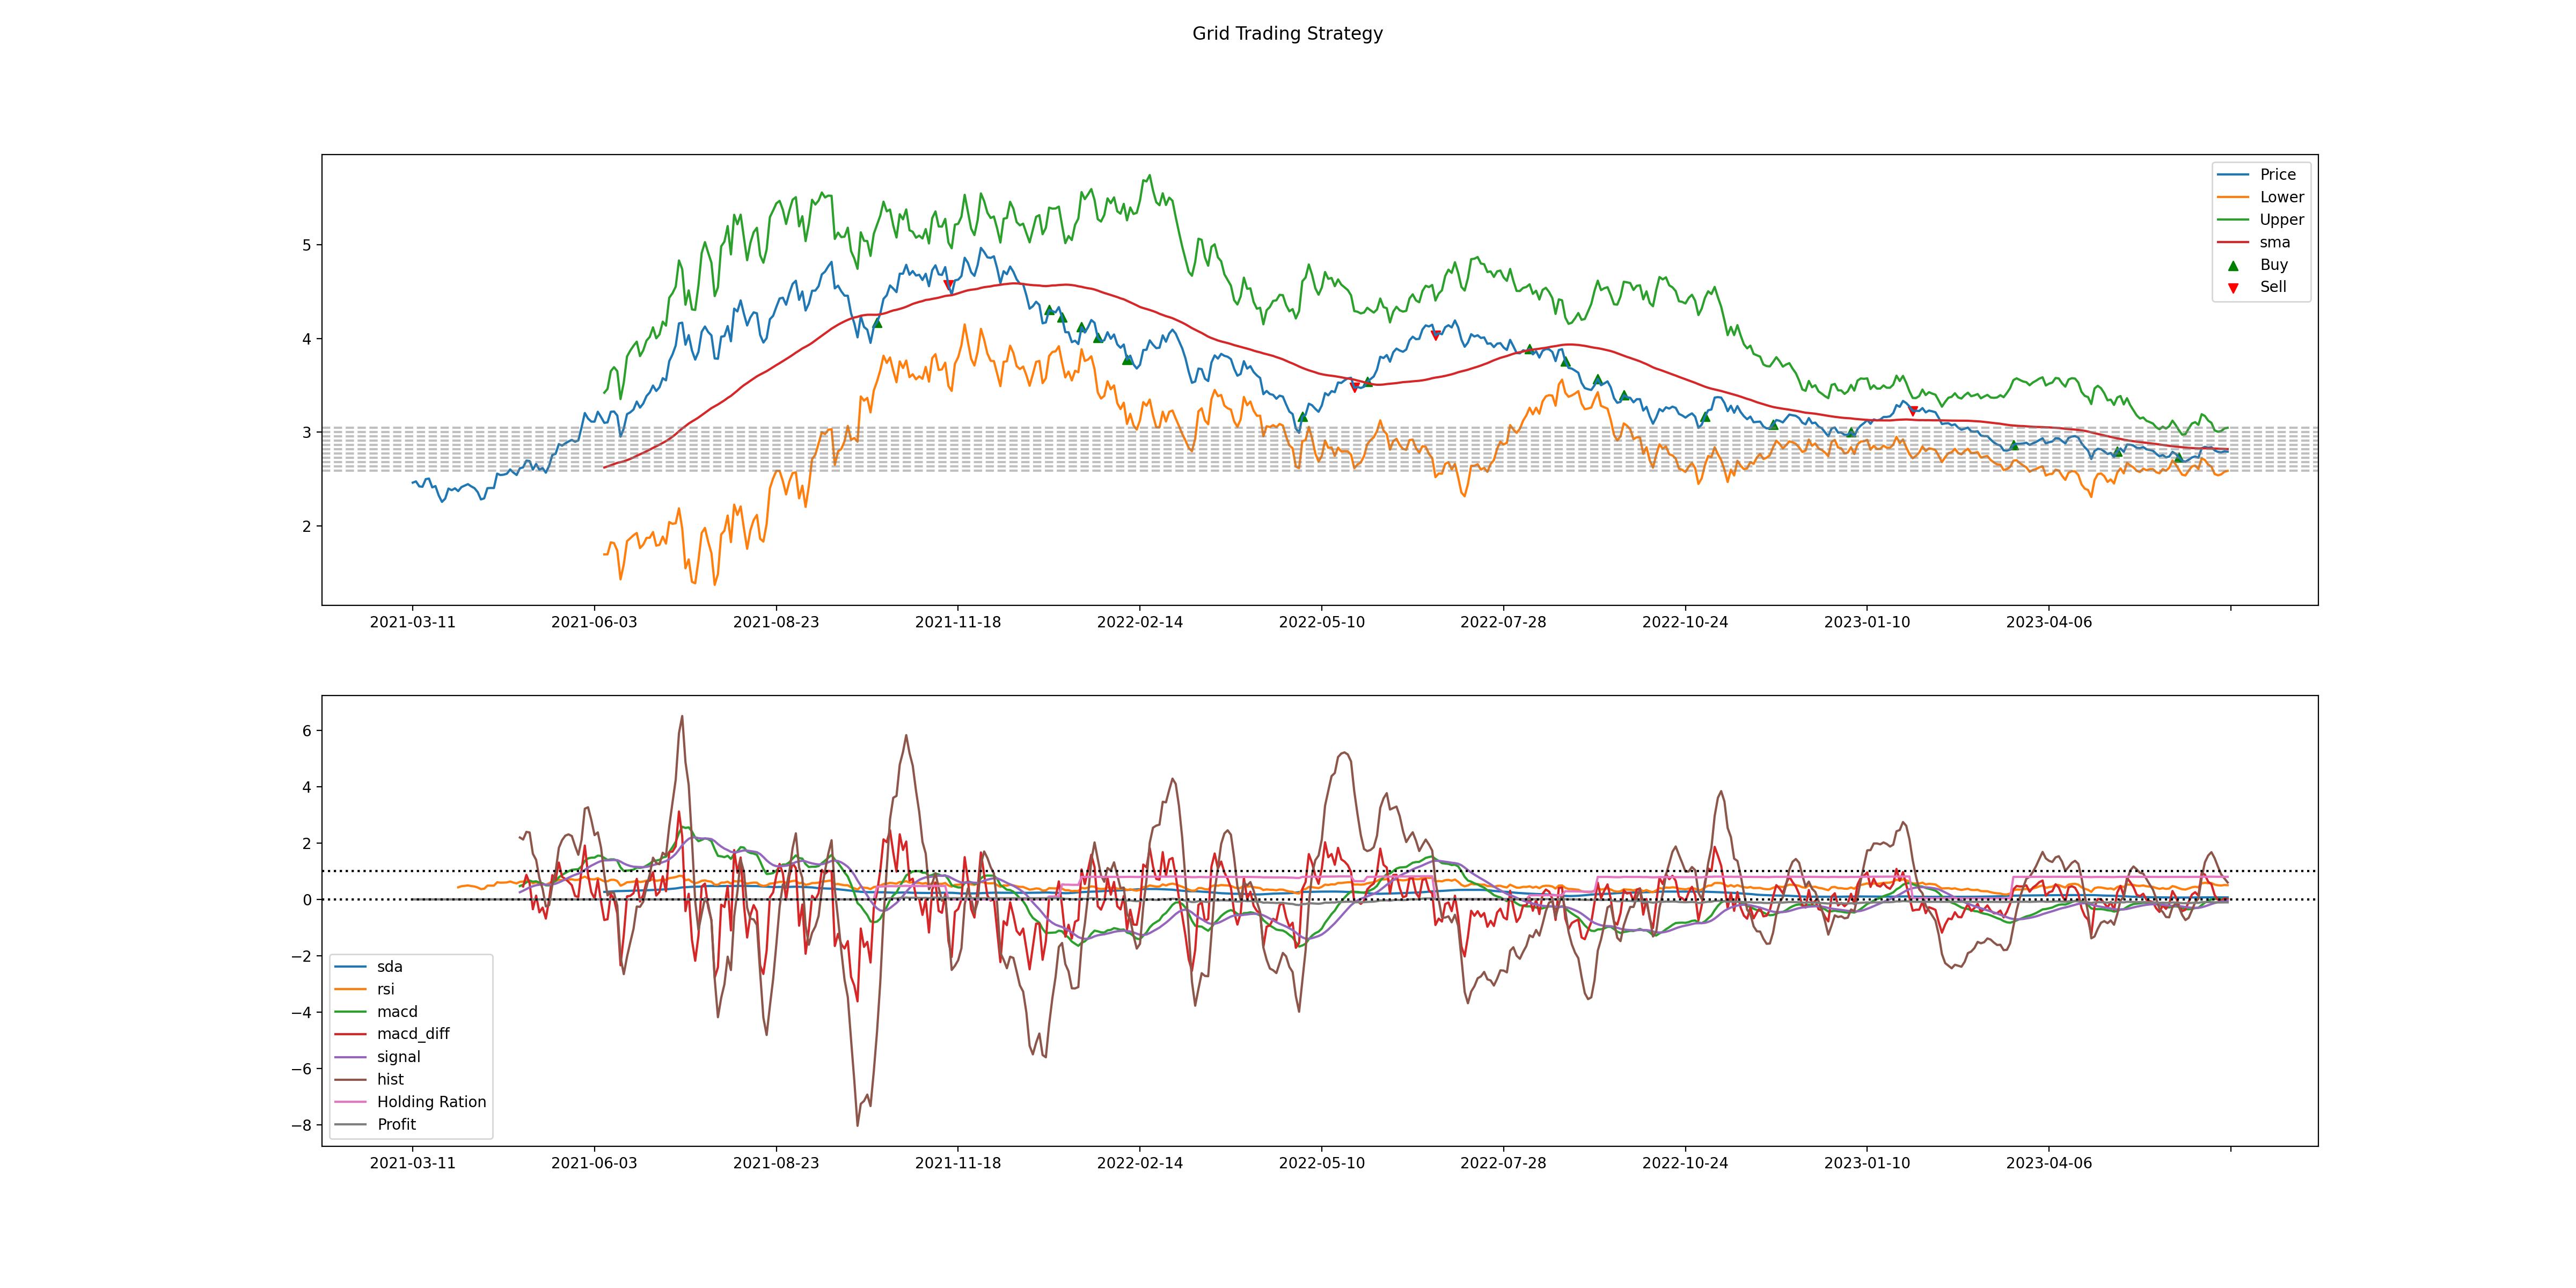 Grid Trading Strategy
5
4
3
2
Price
Lower
Upper
sma
Buy
Sell
2021-03-11 2021-06-03 2021-08-23 2021-11-18 2022-02-14 2022-05-10 2022-07-28 2022-10-24 2023-01-10 2023-04-06
6
4
2
0
−2
−4
−6
−8
sda
rsi
macd
macd_diff
signal
hist
Holding Ration
Profit
2021-03-11 2021-06-03 2021-08-23 2021-11-18 2022-02-14 2022-05-10 2022-07-28 2022-10-24 2023-01-10 2023-04-06